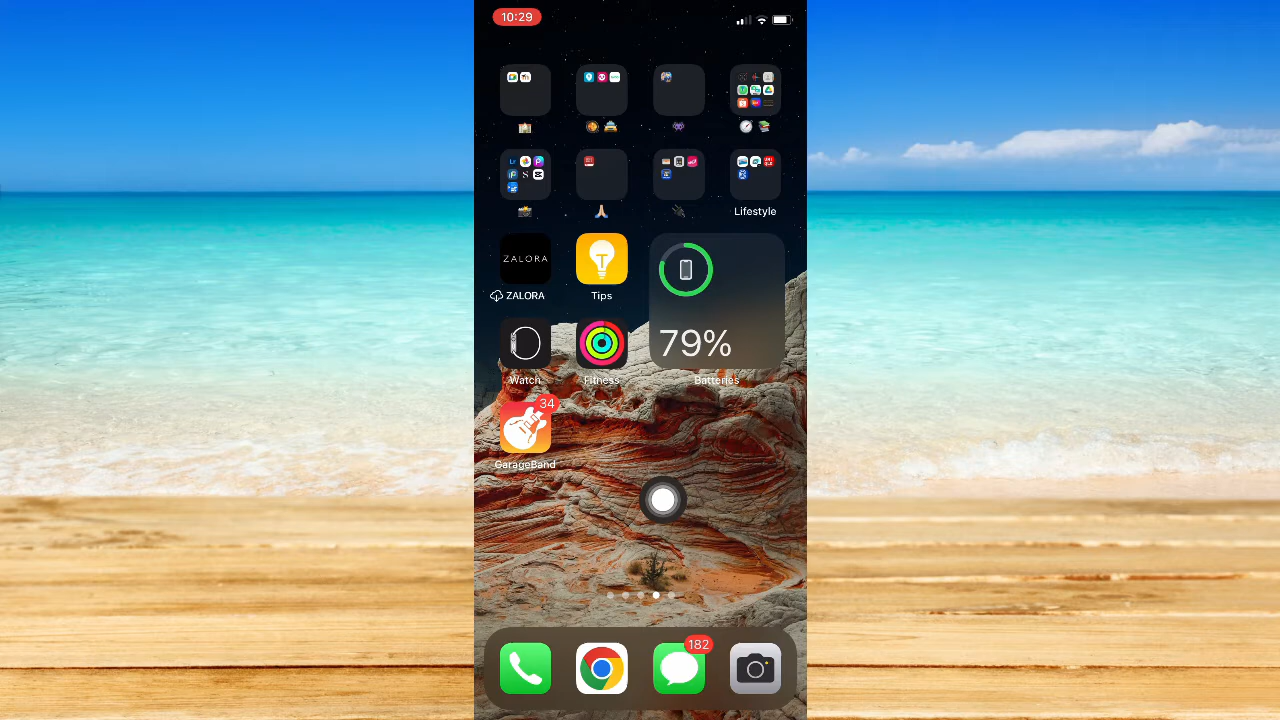 10:29
Lifestyle
ZALORA
ZALORA
Tips
79%
Watch
Fitness
Batteries
34
GarageBand
182